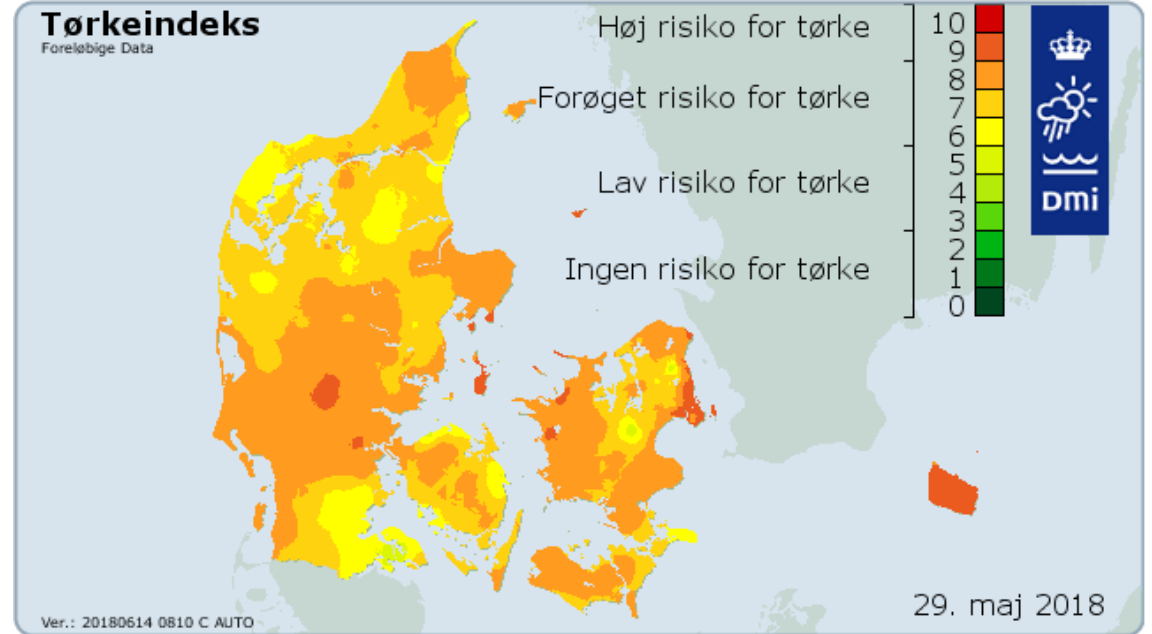 Tørkeindeks
Foreløbige Data
Høj risiko for tørke
Forøget risiko for tørke
Lav risiko for tørke
Ingen risiko for tørke
10
9
8
7
6
5
4
3
2
1
0
DMi
29. maj 2018
Ver.: 20180614 0810 C AUTO